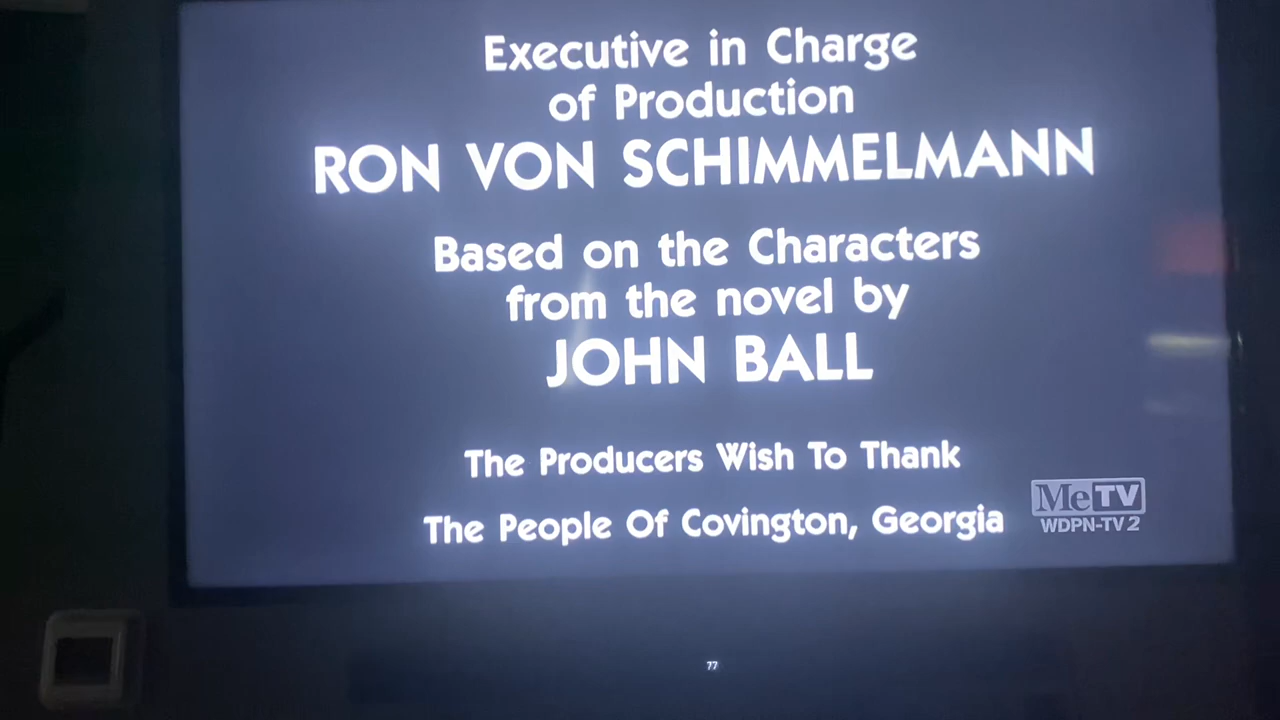 Executive in Charge
of Production
RON VON SCHIMMELMANN
Based on the Characters
from the novel by
JOHN BALL
The Producers Wish To Thank
The People Of Covington, Georgia
MeTV
WDPN-TV 2
77